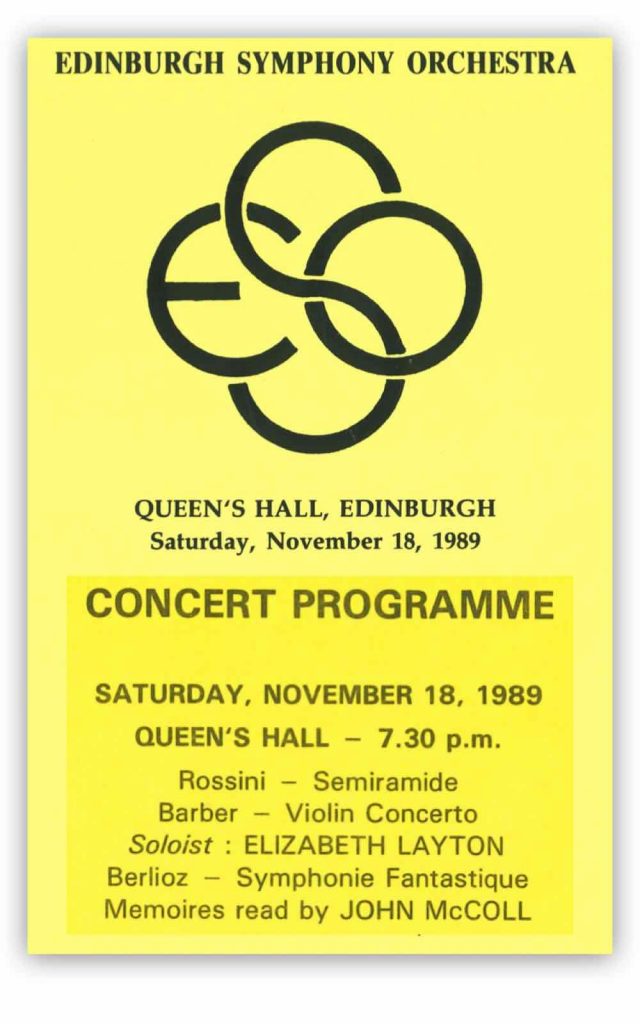 EDINBURGH SYMPHONY ORCHESTRA
ESO
QUEEN'S HALL, EDINBURGH
Saturday, November 18, 1989
CONCERT PROGRAMME
SATURDAY, NOVEMBER 18, 1989
QUEEN'S HALL – 7.30 p.m.
Rossini – Semiramide
Barber – Violin Concerto
Soloist : ELIZABETH LAYTON
Berlioz – Symphonie Fantastique
Memoires read by JOHN McCOLL